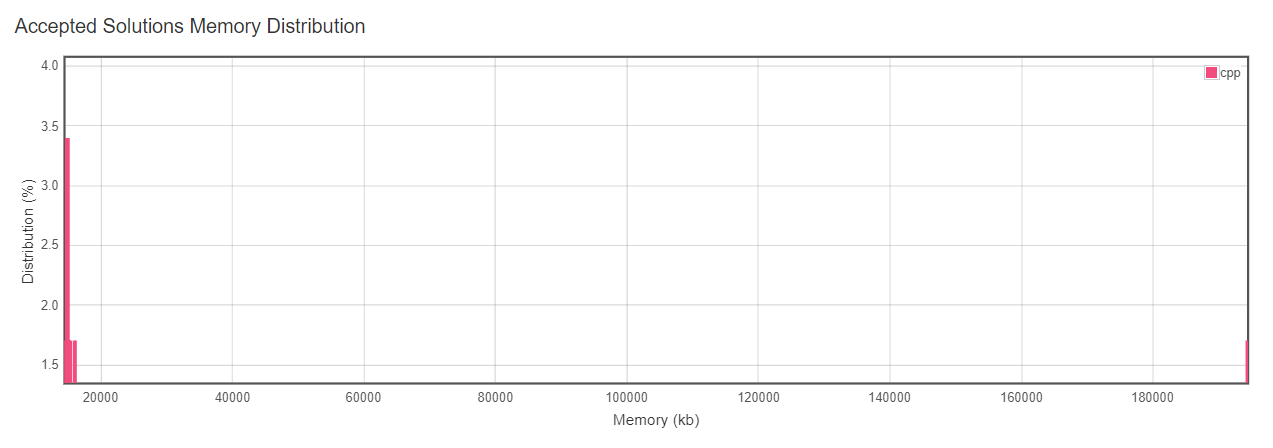 Accepted Solutions Memory Distribution
cpp
Distribution (%)
4.0
3.5
3.0
2.5
2.0
1.5
20000 40000 60000 80000 100000 120000 140000 160000 180000
Memory (kb)